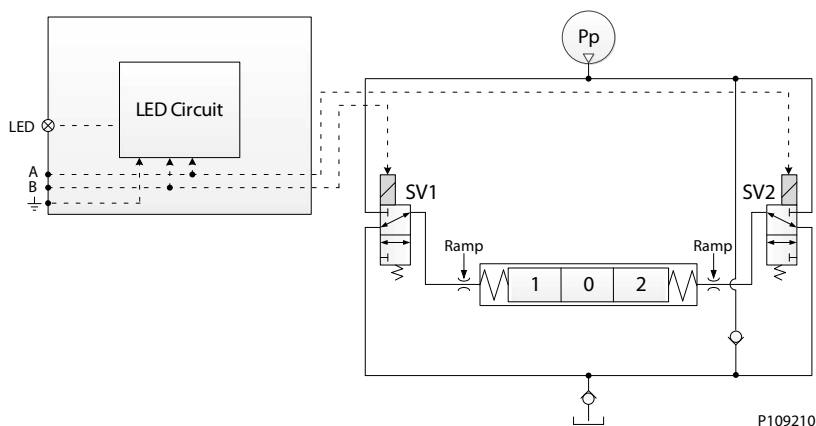 Pp
LED Circuit
LED
A
B
SV1
SV2
Ramp
Ramp
1 0 2
P109210